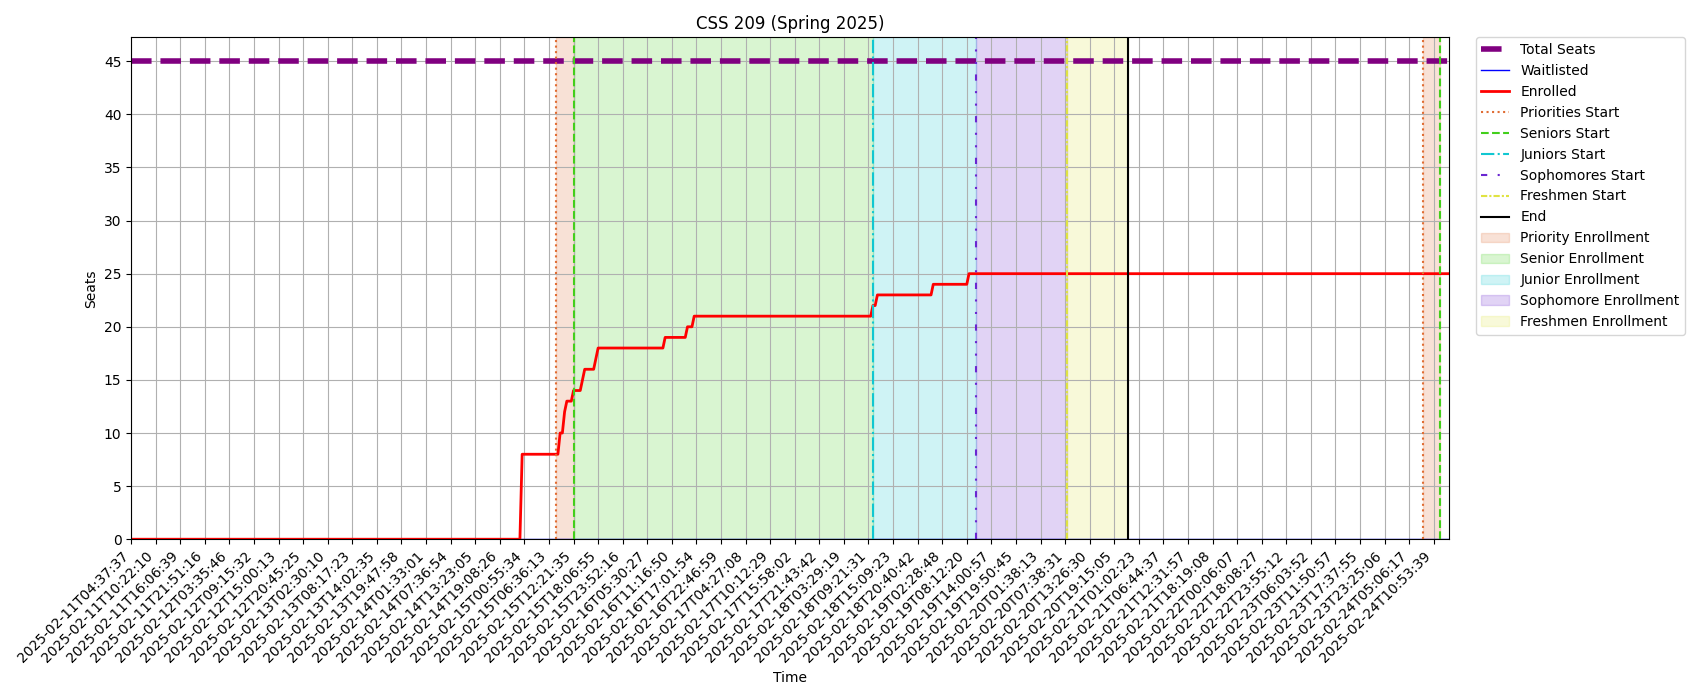 CSS 209 (Spring 2025)
Total Seats
Waitlisted
Enrolled
Priorities Start
Seniors Start
Juniors Start
Sophomores Start
Freshmen Start
End
Priority Enrollment
Senior Enrollment
Junior Enrollment
Sophomore Enrollment
Freshmen Enrollment
Seats
45
40
35
30
25
20
15
10
5
0
2025-02-11T04:37:37
2025-02-11T10:22:10
2025-02-11T16:06:39
2025-02-11T21:51:16
2025-02-12T03:35:46
2025-02-12T09:15:32
2025-02-12T15:00:13
2025-02-12T20:45:25
2025-02-13T02:30:10
2025-02-13T08:17:23
2025-02-13T14:02:35
2025-02-13T19:47:58
2025-02-14T01:33:01
2025-02-14T07:36:54
2025-02-14T13:23:05
2025-02-14T19:08:26
2025-02-15T00:55:34
2025-02-15T06:36:13
2025-02-15T12:21:35
2025-02-15T18:06:55
2025-02-15T23:52:16
2025-02-16T05:30:27
2025-02-16T11:16:50
2025-02-16T17:01:54
2025-02-16T22:46:59
2025-02-17T04:27:08
2025-02-17T10:12:29
2025-02-17T15:58:02
2025-02-17T21:43:42
2025-02-18T03:29:19
2025-02-18T09:21:31
2025-02-18T15:09:23
2025-02-18T20:40:42
2025-02-19T02:28:48
2025-02-19T08:12:20
2025-02-19T14:00:57
2025-02-19T19:50:45
2025-02-20T01:38:13
2025-02-20T07:38:31
2025-02-20T13:26:30
2025-02-20T19:15:05
2025-02-21T01:02:23
2025-02-21T06:44:37
2025-02-21T12:31:57
2025-02-21T18:19:08
2025-02-22T00:06:07
2025-02-22T18:08:27
2025-02-22T23:55:12
2025-02-23T06:03:52
2025-02-23T11:50:57
2025-02-23T17:37:55
2025-02-23T23:25:06
2025-02-24T05:06:17
2025-02-24T10:53:39
Time